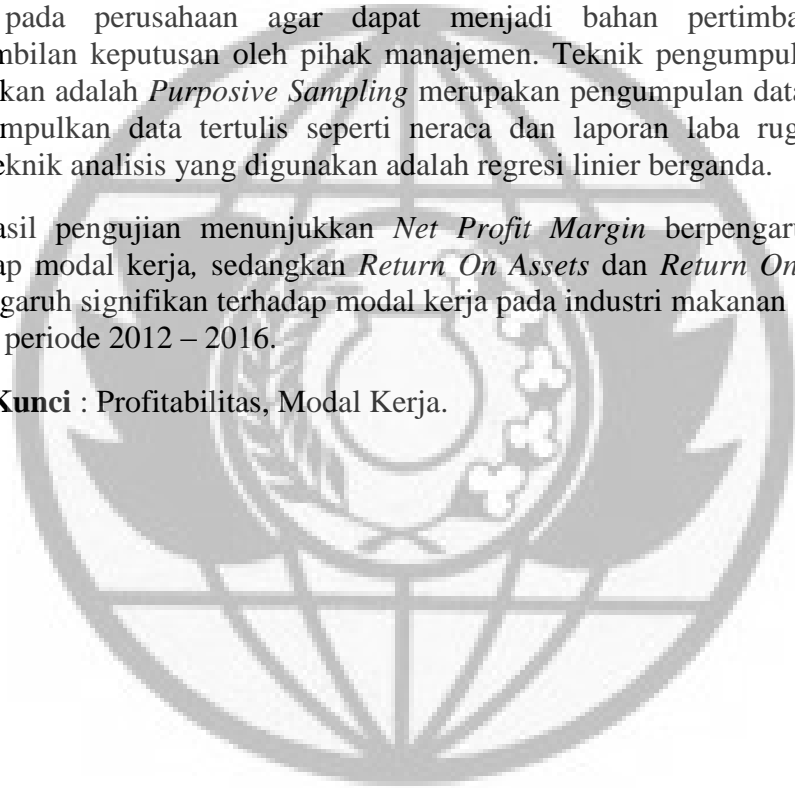 pada perusahaan agar dapat menjadi bahan pertimba
mbilan keputusan oleh pihak manajemen. Teknik pengumpul
kan adalah Purposive Sampling merupakan pengumpulan data
mpulkan data tertulis seperti neraca dan laporan laba rug
eknik analisis yang digunakan adalah regresi linier berganda.
asil pengujian menunjukkan Net Profit Margin berpengaru
ap modal kerja, sedangkan Return On Assets dan Return On
garuh signifikan terhadap modal kerja pada industri makanan
periode 2012 – 2016.
Kunci : Profitabilitas, Modal Kerja.